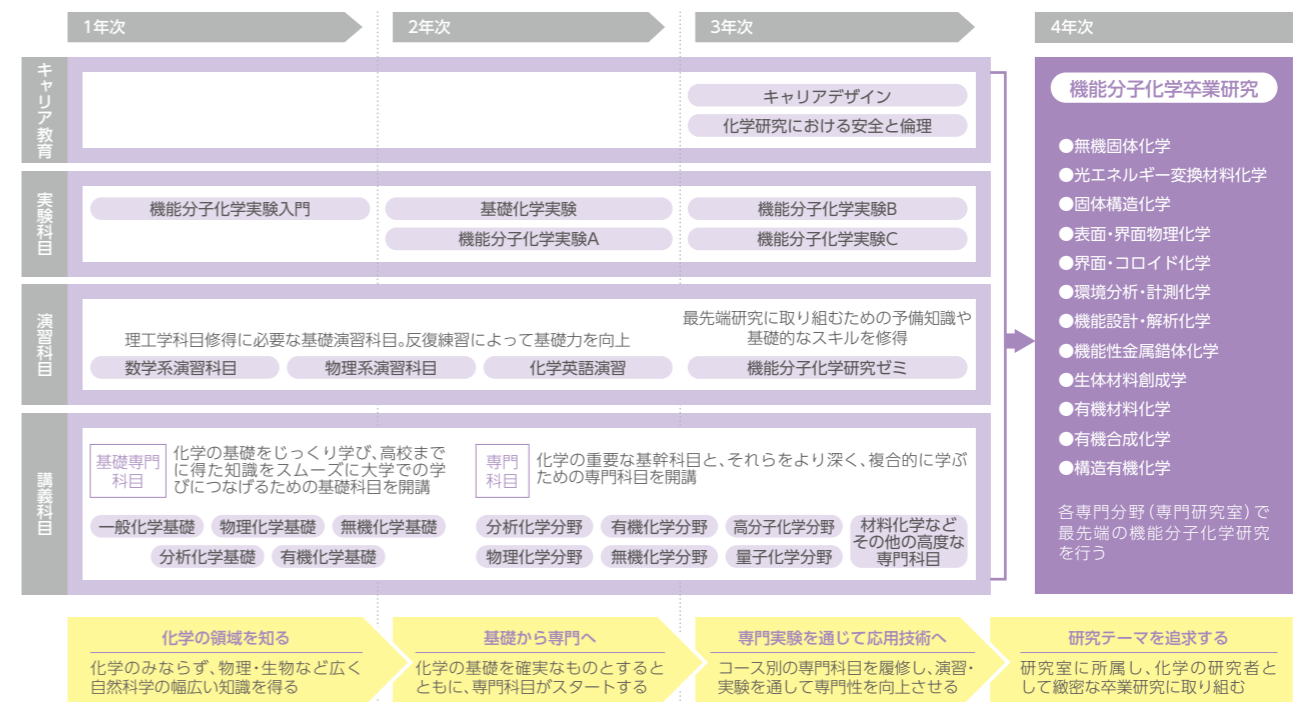 1年次
2年次
3年次
4年次
キャリア教育
キャリアデザイン
化学研究における安全と倫理
実験科目
機能分子化学実験入門
基礎化学実験
機能分子化学実験A
機能分子化学実験B
機能分子化学実験C
演習科目
理工学科目修得に必要な基礎演習科目。反復練習によって基礎力を向上
数学系演習科目
物理系演習科目
化学英語演習
最先端研究に取り組むための予備知識や
基礎的なスキルを修得
機能分子化学研究ゼミ
講義科目
基礎専門
科目
化学の基礎をじっくり学び、高校まで
に得た知識をスムーズに大学での学
びにつなげるための基礎科目を開講
一般化学基礎
物理化学基礎
無機化学基礎
分析化学基礎
有機化学基礎
専門
科目
化学の重要な基幹科目と、それらをより深く、複合的に学ぶ
ための専門科目を開講
分析化学分野
有機化学分野
高分子化学分野
物理化学分野
無機化学分野
量子化学分野
材料化学など
その他の高度な
専門科目
機能分子化学卒業研究
●無機固体化学
●光エネルギー変換材料化学
●固体構造化学
●表面・界面物理化学
●界面・コロイド化学
●環境分析・計測化学
●機能設計・解析化学
●機能性金属錯体化学
●生体材料創成学
●有機材料化学
●有機合成化学
●構造有機化学
各専門分野(専門研究室)で
最先端の機能分子化学研究
を行う
化学の領域を知る
化学のみならず、物理・生物など広く
自然科学の幅広い知識を得る
基礎から専門へ
化学の基礎を確実なものとすると
ともに、専門科目がスタートする
専門実験を通じて応用技術へ
コース別の専門科目を履修し、演習・
実験を通して専門性を向上させる
研究テーマを追求する
研究室に所属し、化学の研究者と
して緻密な卒業研究に取り組む